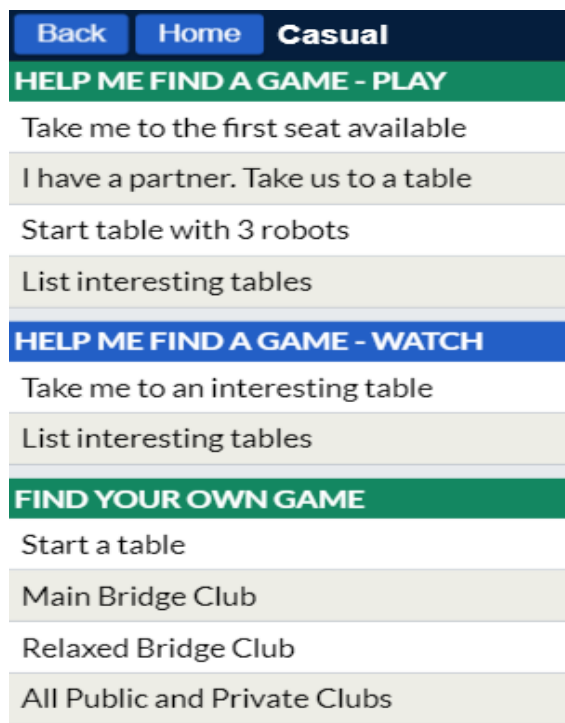 Back Home Casual
HELP ME FIND A GAME - PLAY
Take me to the first seat available
I have a partner. Take us to a table
Start table with 3 robots
List interesting tables
HELP ME FIND A GAME - WATCH
Take me to an interesting table
List interesting tables
FIND YOUR OWN GAME
Start a table
Main Bridge Club
Relaxed Bridge Club
All Public and Private Clubs